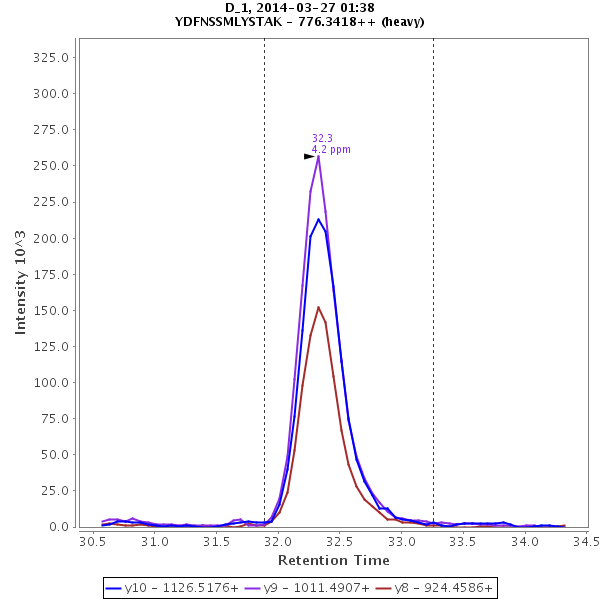 D_1, 2014-03-27 01:38
YDFNSSMLYSTAK - 776.3418++ (heavy)
325.0
300.0
275.0
250.0
225.0
200.0
175.0
150.0
125.0
100.0
75.0
50.0
25.0
0.0
Intensity 10^3
32.3
4.2 ppm
30.5 31.0 31.5 32.0 32.5 33.0 33.5 34.0 34.5
Retention Time
y10 - 1126.5176+ y9 - 1011.4907+ y8 - 924.4586+